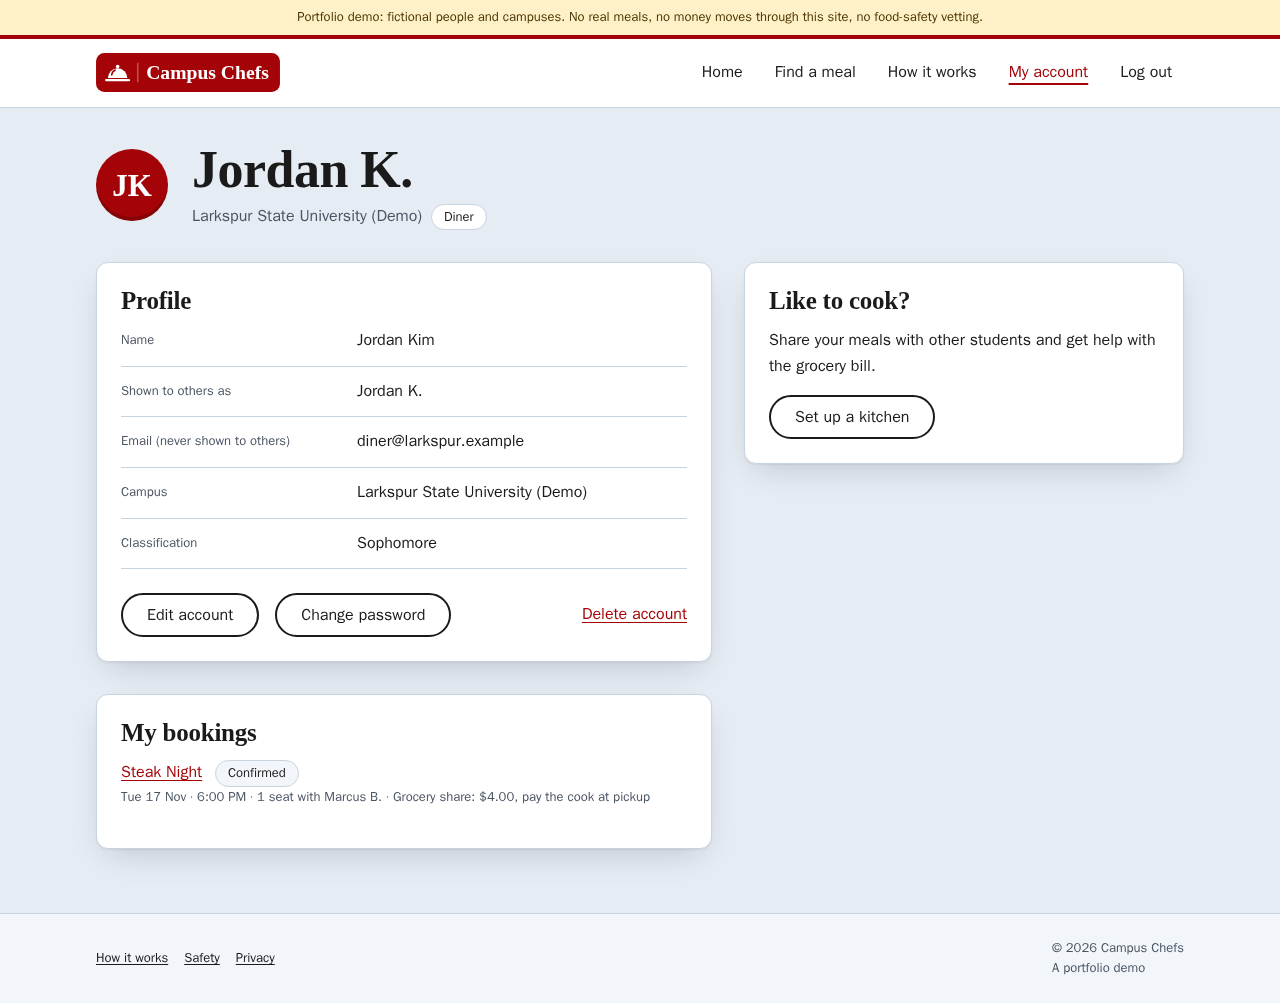 Portfolio demo: fictional people and campuses. No real meals, no money moves through this site, no food-safety vetting.
Campus Chefs
Home
Find a meal
How it works
My account
Log out
JK
Jordan K.
Larkspur State University (Demo)
Diner
Profile
Name
Jordan Kim
Shown to others as
Jordan K.
Email (never shown to others)
diner@larkspur.example
Campus
Larkspur State University (Demo)
Classification
Sophomore
Edit account
Change password
Delete account
Like to cook?
Share your meals with other students and get help with
the grocery bill.
Set up a kitchen
My bookings
Steak Night
Confirmed
Tue 17 Nov · 6:00 PM · 1 seat with Marcus B. · Grocery share: $4.00, pay the cook at pickup
How it works
Safety
Privacy
© 2026 Campus Chefs
A portfolio demo